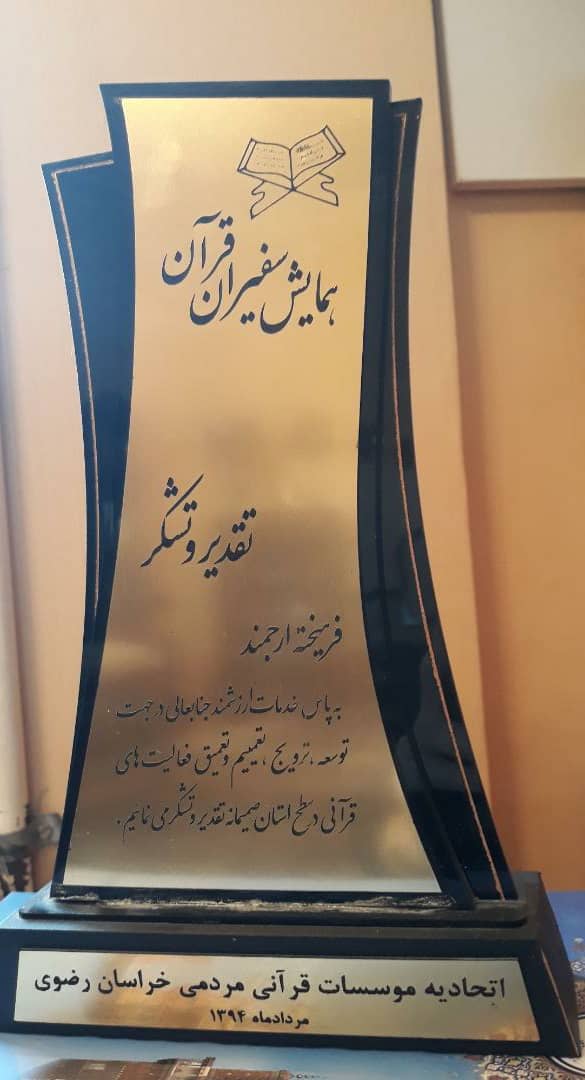 همایش سفیران قرآن
تقدیر و تشکر
فرهیخته ارجمند
به پاس خدمات ارزشمند جنابعالی در جهت
توسعه ، ترویج ، تعمیم و تعمیق فعالیت های
قرآنی در سطح استان صمیمانه تقدیر و تشکر می نمائیم .
اتحادیه موسسات قرآنی مردمی خراسان رضوی
مردادماه ۱۳۹۴